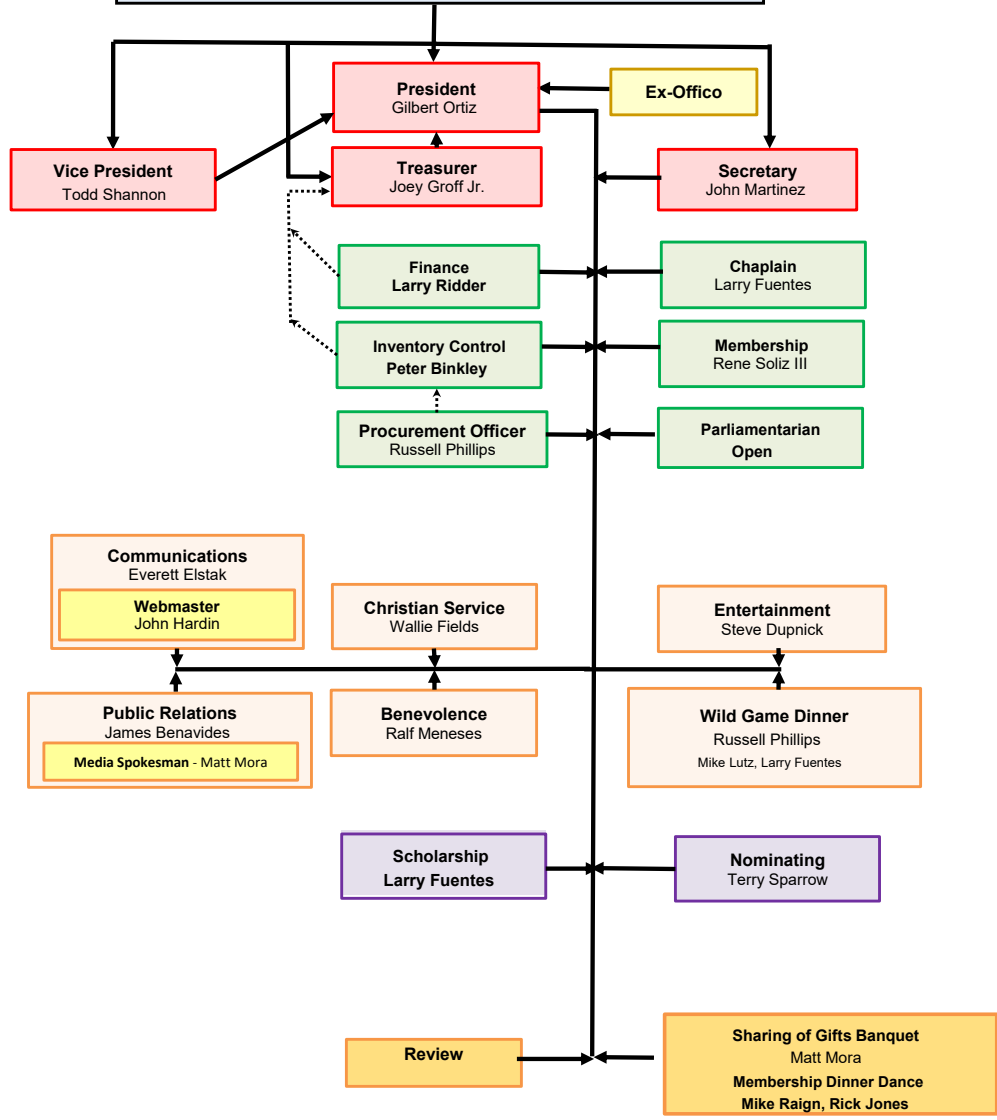 President
Gilbert Ortiz
Ex-Offico
Vice President
Todd Shannon
Treasurer
Joey Groff Jr.
Secretary
John Martinez
Finance
Larry Ridder
Chaplain
Larry Fuentes
Inventory Control
Peter Binkley
Membership
Rene Soliz III
Procurement Officer
Russell Phillips
Parliamentarian
Open
Communications
Everett Elstak
Webmaster
John Hardin
Christian Service
Wallie Fields
Entertainment
Steve Dupnick
Public Relations
James Benavides
Media Spokesman - Matt Mora
Benevolence
Ralf Meneses
Wild Game Dinner
Russell Phillips
Mike Lutz, Larry Fuentes
Scholarship
Larry Fuentes
Nominating
Terry Sparrow
Review
Sharing of Gifts Banquet
Matt Mora
Membership Dinner Dance
Mike Raign, Rick Jones